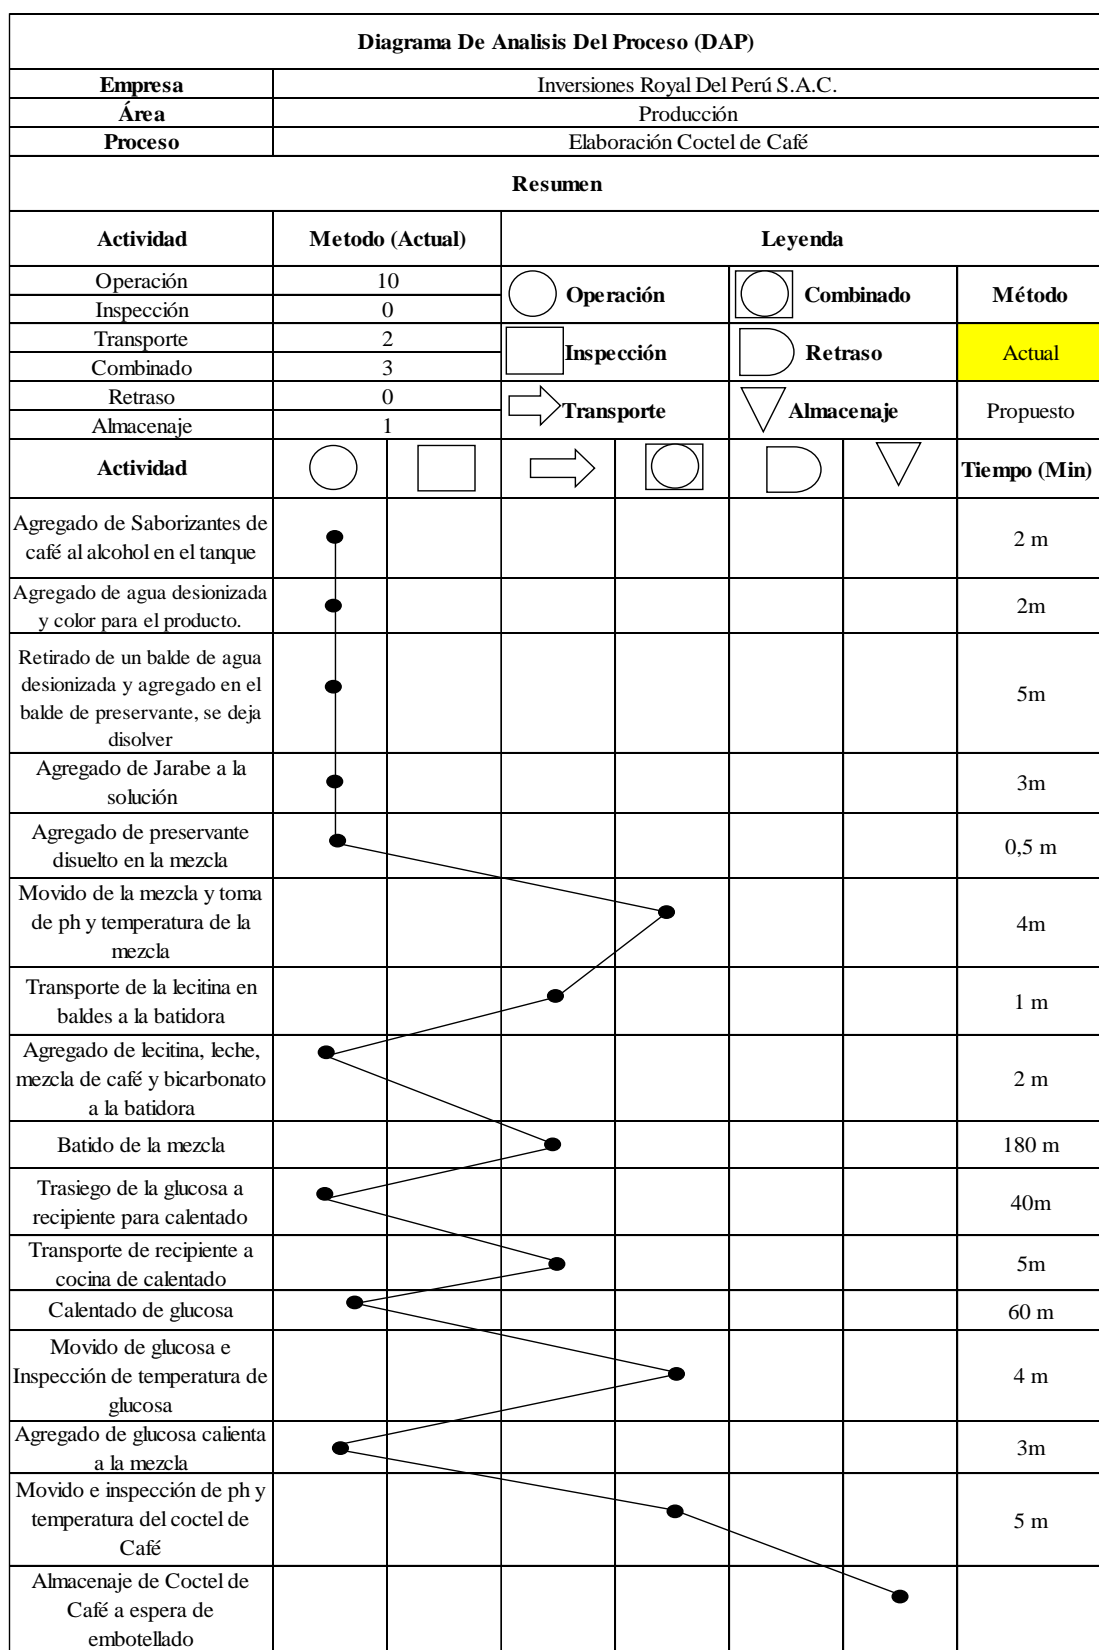 Diagrama De Analisis Del Proceso (DAP)
Empresa
Inversiones Royal Del Perú S.A.C.
Área
Producción
Proceso
Elaboración Coctel de Café
Resumen
Actividad
Metodo (Actual)
Leyenda
Operación
10
Inspección
0
Transporte
2
Combinado
3
Retraso
0
Almacenaje
1
Operación
Combinado
Método
Inspección
Retraso
Actual
Transporte
Almacenaje
Propuesto
Actividad
Tiempo (Min)
Agregado de Saborizantes de
café al alcohol en el tanque
2 m
Agregado de agua desionizada
y color para el producto.
2m
Retirado de un balde de agua
desionizada y agregado en el
balde de preservante, se deja
disolver
5m
Agregado de Jarabe a la
solución
3m
Agregado de preservante
disuelto en la mezcla
0,5 m
Movido de la mezcla y toma
de ph y temperatura de la
mezcla
4m
Transporte de la lecitina en
baldes a la batidora
1 m
Agregado de lecitina, leche,
mezcla de café y bicarbonato
a la batidora
2 m
Batido de la mezcla
180 m
Trasiego de la glucosa a
recipiente para calentado
40m
Transporte de recipiente a
cocina de calentado
5m
Calentado de glucosa
60 m
Movido de glucosa e
Inspección de temperatura de
glucosa
4 m
Agregado de glucosa calienta
a la mezcla
3m
Movido e inspección de ph y
temperatura del coctel de
Café
5 m
Almacenaje de Coctel de
Café a espera de
embotellado